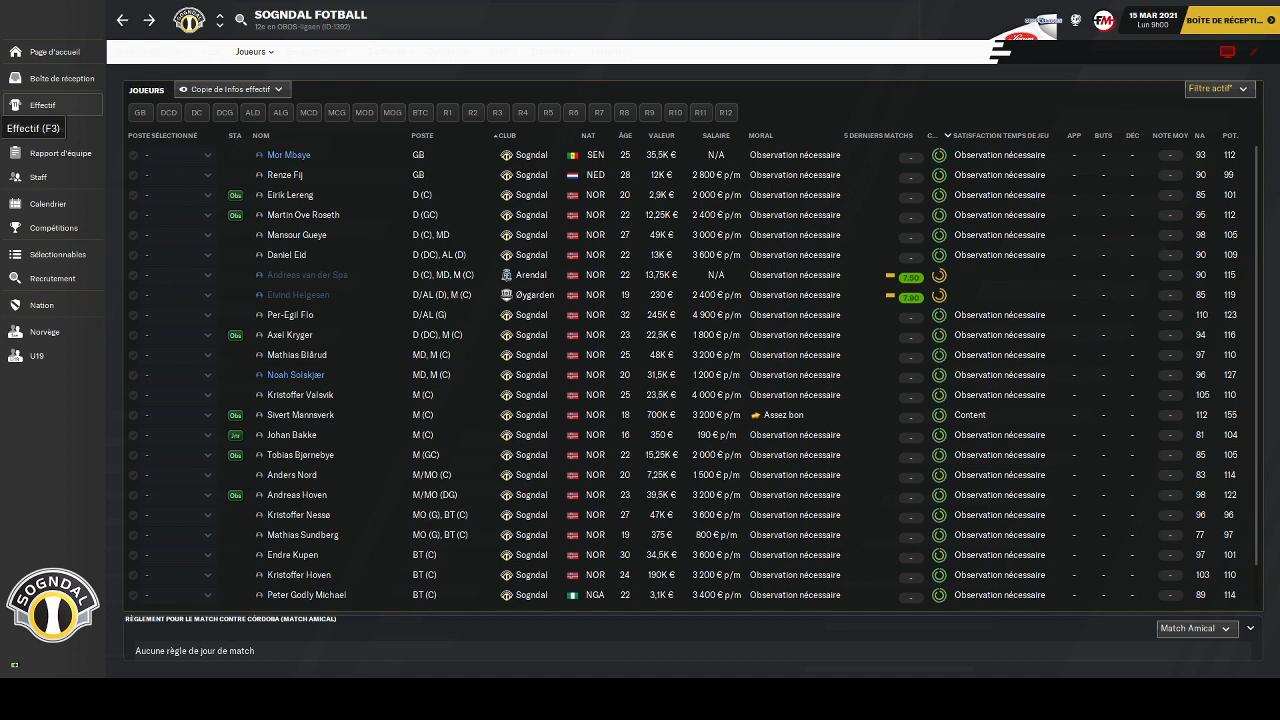 SOGNDAL FOTBALL
12e en OBOS-ligaen (ID:1392)
15 MAR 2021
Lun 9h00
BOÎTE DE RÉCEPTI...
Joueurs
Page d'accueil
Boîte de réception
Effectif
Effectif (F3)
Rapport d'équipe
Staff
Calendrier
Compétitions
Sélectionnables
Recrutement
Nation
Norvège
U19
SOGNDAL
JOUEURS Copie de Infos effectif Filtre actif*
GB DCD DC DCG ALD ALG MCD MCG MOD MOG BTC R1 R2 R3 R4 R5 R6 R7 R8 R9 R10 R11 R12
POSTE SÉLECTIONNÉ STA NOM POSTE CLUB NAT ÂGE VALEUR SALAIRE MORAL 5 DERNIERS MATCHS C... SATISFACTION TEMPS DE JEU APP BUTS DÉC NOTE MOY NA POT.
- Mor Mbaye GB Sogndal SEN 25 35,5K € N/A Observation nécessaire - Observation nécessaire - - - - 93 112
- Renze Fij GB Sogndal NED 28 12K € 2 800 € p/m Observation nécessaire - Observation nécessaire - - - - 90 99
- Obs Eirik Lereng D (C) Sogndal NOR 20 2,9K € 2 000 € p/m Observation nécessaire - Observation nécessaire - - - - 85 101
- Obs Martin Ove Roseth D (GC) Sogndal NOR 22 12,25K € 2 400 € p/m Observation nécessaire - Observation nécessaire - - - - 95 112
- Mansour Gueye D (C), MD Sogndal NOR 27 49K € 3 000 € p/m Observation nécessaire - Observation nécessaire - - - - 98 105
- Daniel Eid D (DC), AL (D) Sogndal NOR 22 13K € 3 600 € p/m Observation nécessaire - Observation nécessaire - - - - 90 109
- Andreas van der Spa D (C), MD, M (C) Arendal NOR 22 13,75K € N/A Observation nécessaire 7.50 - - - - 90 115
- Eivind Helgesen D/AL (D), M (C) Øygarden NOR 19 230 € 2 400 € p/m Observation nécessaire 7.90 - - - - 85 119
- Per-Egil Flo D/AL (G) Sogndal NOR 32 245K € 4 900 € p/m Observation nécessaire - Observation nécessaire - - - - 110 123
- Obs Axel Kryger D (DC), M (C) Sogndal NOR 23 22,5K € 1 800 € p/m Observation nécessaire - Observation nécessaire - - - - 94 116
- Mathias Blårud MD, M (C) Sogndal NOR 25 48K € 3 200 € p/m Observation nécessaire - Observation nécessaire - - - - 97 110
- Noah Solskjær MD, M (C) Sogndal NOR 20 31,5K € 1 200 € p/m Observation nécessaire - Observation nécessaire - - - - 96 127
- Kristoffer Valsvik M (C) Sogndal NOR 25 23,5K € 4 000 € p/m Observation nécessaire - Observation nécessaire - - - - 105 110
- Obs Sivert Mannsverk M (C) Sogndal NOR 18 700K € 3 200 € p/m Assez bon - Content - - - - 112 155
- Jnr Johan Bakke M (C) Sogndal NOR 16 350 € 190 € p/m Observation nécessaire - Observation nécessaire - - - - 81 104
- Obs Tobias Bjørnebye M (GC) Sogndal NOR 22 15,25K € 2 000 € p/m Observation nécessaire - Observation nécessaire - - - - 85 105
- Anders Nord M/MO (C) Sogndal NOR 20 7,25K € 1 500 € p/m Observation nécessaire - Observation nécessaire - - - - 83 114
- Obs Andreas Hoven M/MO (DG) Sogndal NOR 23 39,5K € 3 200 € p/m Observation nécessaire - Observation nécessaire - - - - 98 122
- Kristoffer Nessø MO (G), BT (C) Sogndal NOR 27 47K € 3 600 € p/m Observation nécessaire - Observation nécessaire - - - - 96 96
- Mathias Sundberg MO (G), BT (C) Sogndal NOR 19 375 € 800 € p/m Observation nécessaire - Observation nécessaire - - - - 77 97
- Endre Kupen BT (C) Sogndal NOR 30 34,5K € 3 600 € p/m Observation nécessaire - Observation nécessaire - - - - 97 101
- Kristoffer Hoven BT (C) Sogndal NOR 24 190K € 3 200 € p/m Observation nécessaire - Observation nécessaire - - - - 103 110
- Peter Godly Michael BT (C) Sogndal NGA 22 3,1K € 3 400 € p/m Observation nécessaire - Observation nécessaire - - - - 89 114
RÈGLEMENT POUR LE MATCH CONTRE CÓRDOBA (MATCH AMICAL)
Match Amical
Aucune règle de jour de match